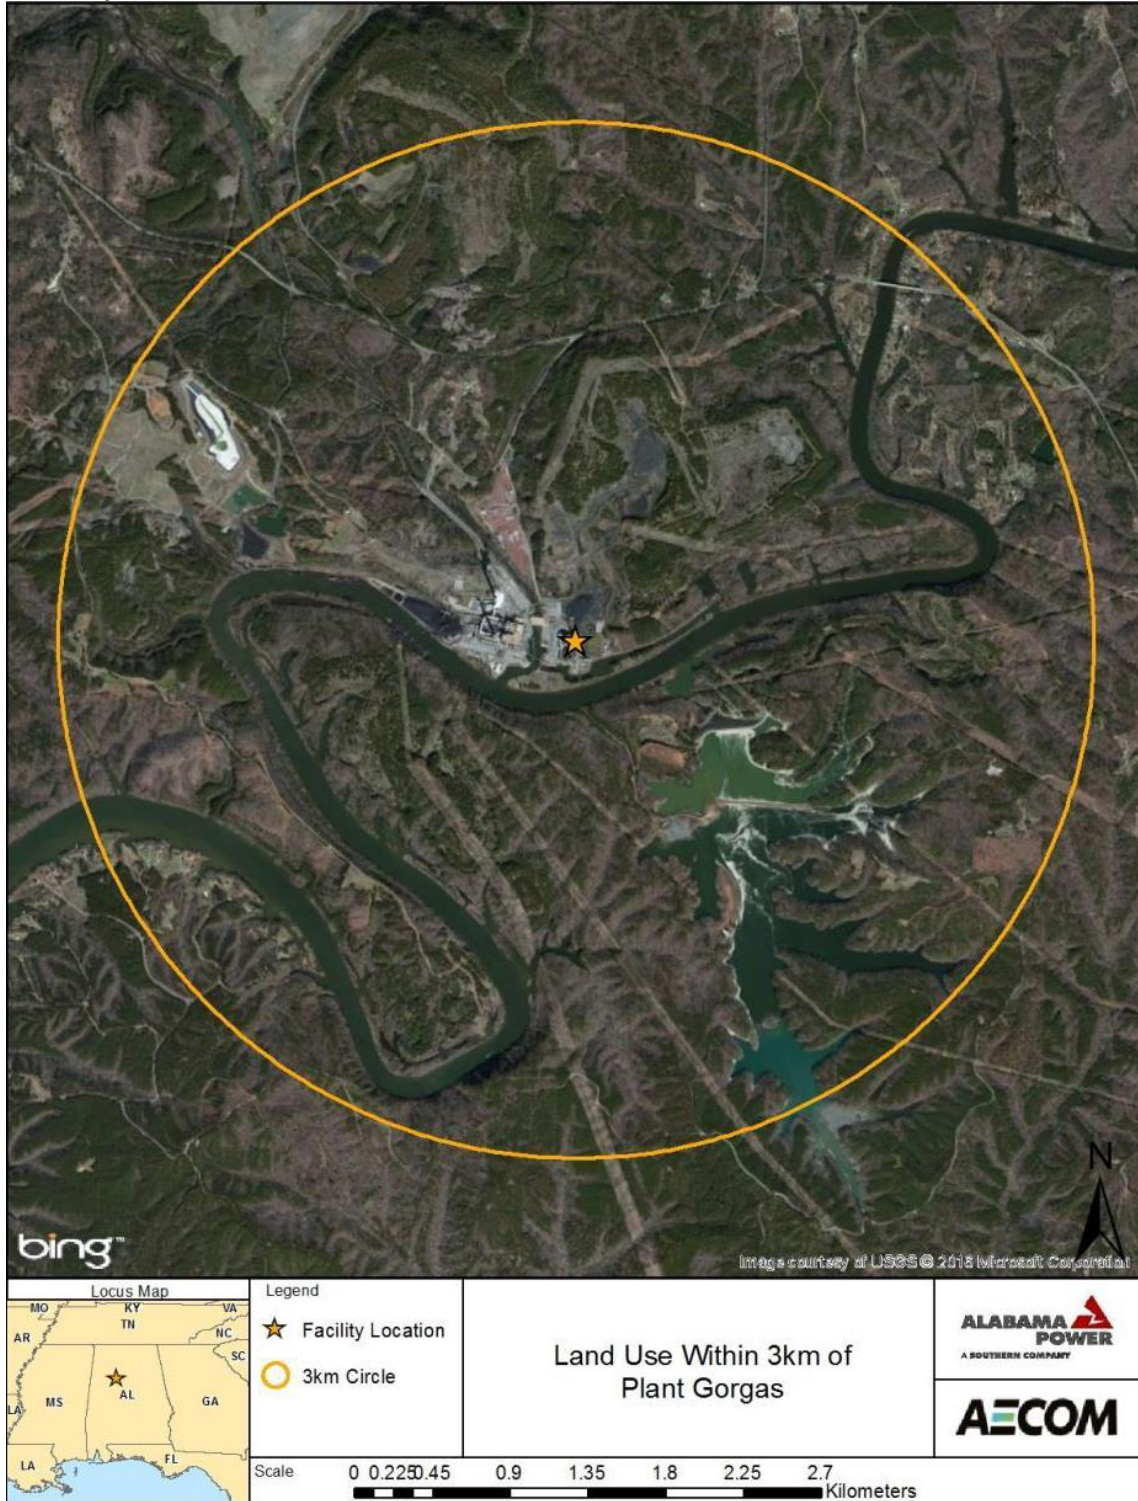 bing™
N
Image courtesy of USGS © 2016 Microsoft Corporation
Locus Map
MO
KY
VA
TN
NC
AR
SC
MS
AL
GA
LA
LA
FL
Legend
Facility Location
3km Circle
Land Use Within 3km of
Plant Gorgas
ALABAMA
POWER
A SOUTHERN COMPANY
AECOM
Scale
0 0.225 0.45 0.9 1.35 1.8 2.25 2.7
Kilometers